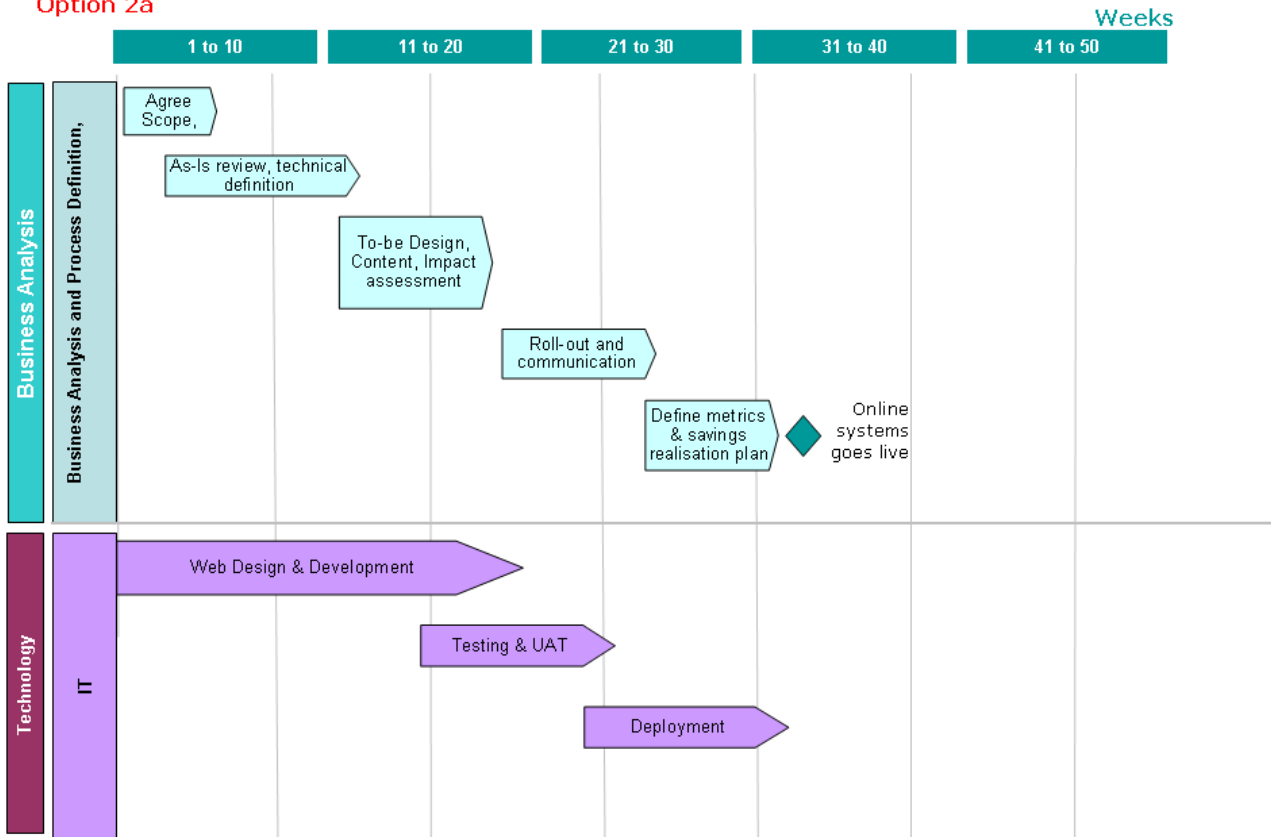 Option 2a
Weeks
1 to 10
11 to 20
21 to 30
31 to 40
41 to 50
Business Analysis
Business Analysis and Process Definition,
Agree
Scope,
As-Is review, technical
definition
To-be Design,
Content, Impact
assessment
Roll-out and
communication
Define metrics
& savings
realisation plan
Online
systems
goes live
Technology
IT
Web Design & Development
Testing & UAT
Deployment